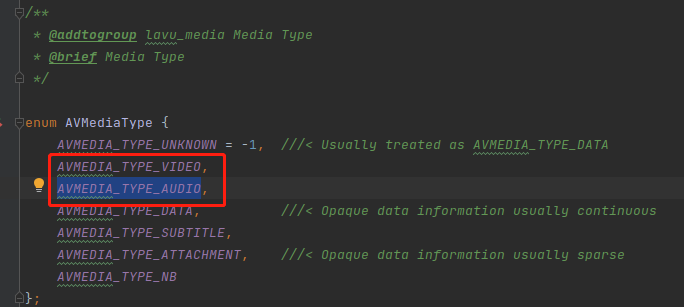 /**
 * @addtogroup lavu_media Media Type
 * @brief Media Type
 */
enum AVMediaType {
    AVMEDIA_TYPE_UNKNOWN = -1,  ///< Usually treated as AVMEDIA_TYPE_DATA
    AVMEDIA_TYPE_VIDEO,
    AVMEDIA_TYPE_AUDIO,
    AVMEDIA_TYPE_DATA,          ///< Opaque data information usually continuous
    AVMEDIA_TYPE_SUBTITLE,
    AVMEDIA_TYPE_ATTACHMENT,    ///< Opaque data information usually sparse
    AVMEDIA_TYPE_NB
};